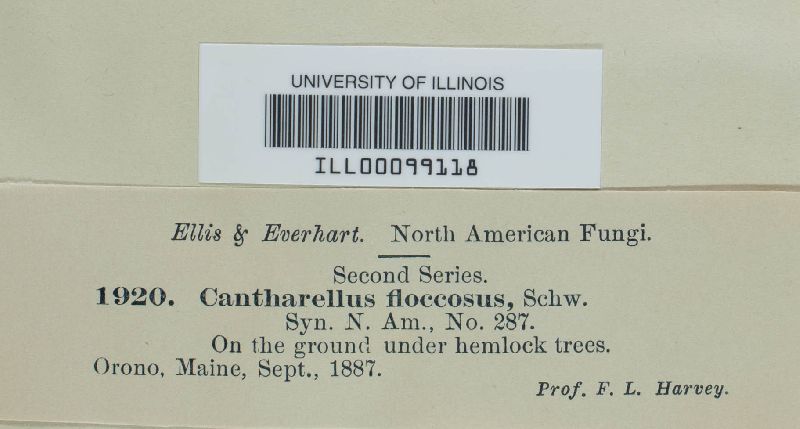 UNIVERSITY OF ILLINOIS
ILL00099118
Ellis & Everhart. North American Fungi.
Second Series.
1920. Cantharellus floccosus, Schw.
Syn. N. Am., No. 287.
On the ground under hemlock trees.
Orono, Maine, Sept., 1887.
Prof. F. L. Harvey.